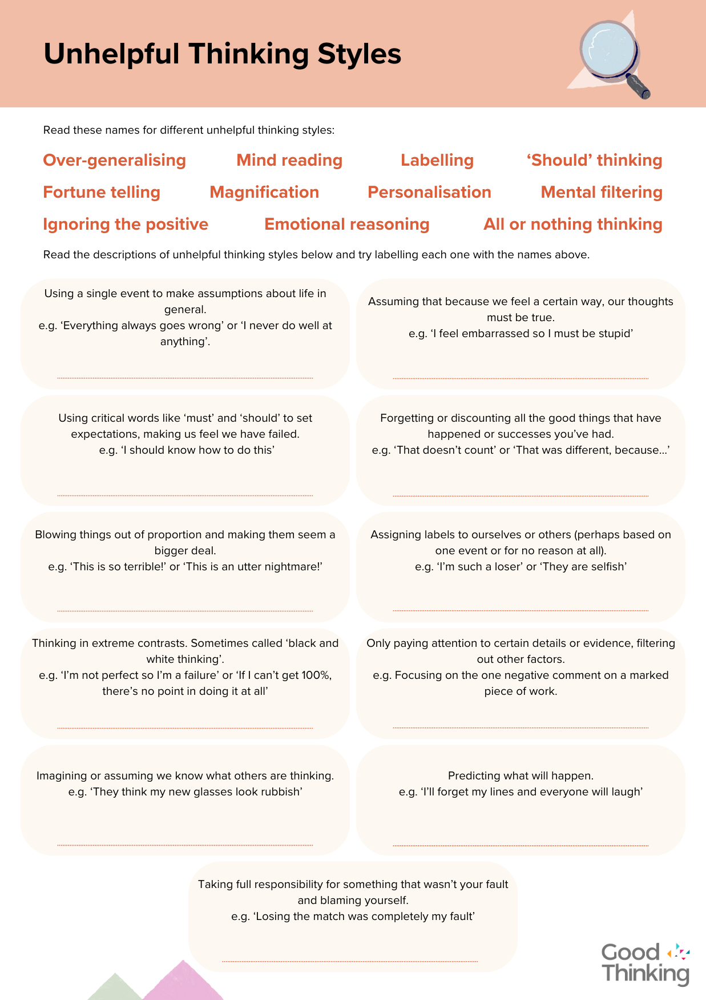 Unhelpful Thinking Styles
Read these names for different unhelpful thinking styles:
Over-generalising Mind reading Labelling ‘Should’ thinking
Fortune telling Magnification Personalisation Mental filtering
Ignoring the positive Emotional reasoning All or nothing thinking
Read the descriptions of unhelpful thinking styles below and try labelling each one with the names above.
Using a single event to make assumptions about life in
general.
e.g. ‘Everything always goes wrong’ or ‘I never do well at
anything’.
Assuming that because we feel a certain way, our thoughts
must be true.
e.g. ‘I feel embarrassed so I must be stupid’
Using critical words like ‘must’ and ‘should’ to set
expectations, making us feel we have failed.
e.g. ‘I should know how to do this’
Forgetting or discounting all the good things that have
happened or successes you’ve had.
e.g. ‘That doesn’t count’ or ‘That was different, because...’
Blowing things out of proportion and making them seem a
bigger deal.
e.g. ‘This is so terrible!’ or ‘This is an utter nightmare!’
Assigning labels to ourselves or others (perhaps based on
one event or for no reason at all).
e.g. ‘I’m such a loser’ or ‘They are selfish’
Thinking in extreme contrasts. Sometimes called ‘black and
white thinking’.
e.g. ‘I’m not perfect so I’m a failure’ or ‘If I can’t get 100%,
there’s no point in doing it at all’
Only paying attention to certain details or evidence, filtering
out other factors.
e.g. Focusing on the one negative comment on a marked
piece of work.
Imagining or assuming we know what others are thinking.
e.g. ‘They think my new glasses look rubbish’
Predicting what will happen.
e.g. ‘I’ll forget my lines and everyone will laugh’
Taking full responsibility for something that wasn’t your fault
and blaming yourself.
e.g. ‘Losing the match was completely my fault’
Good
Thinking